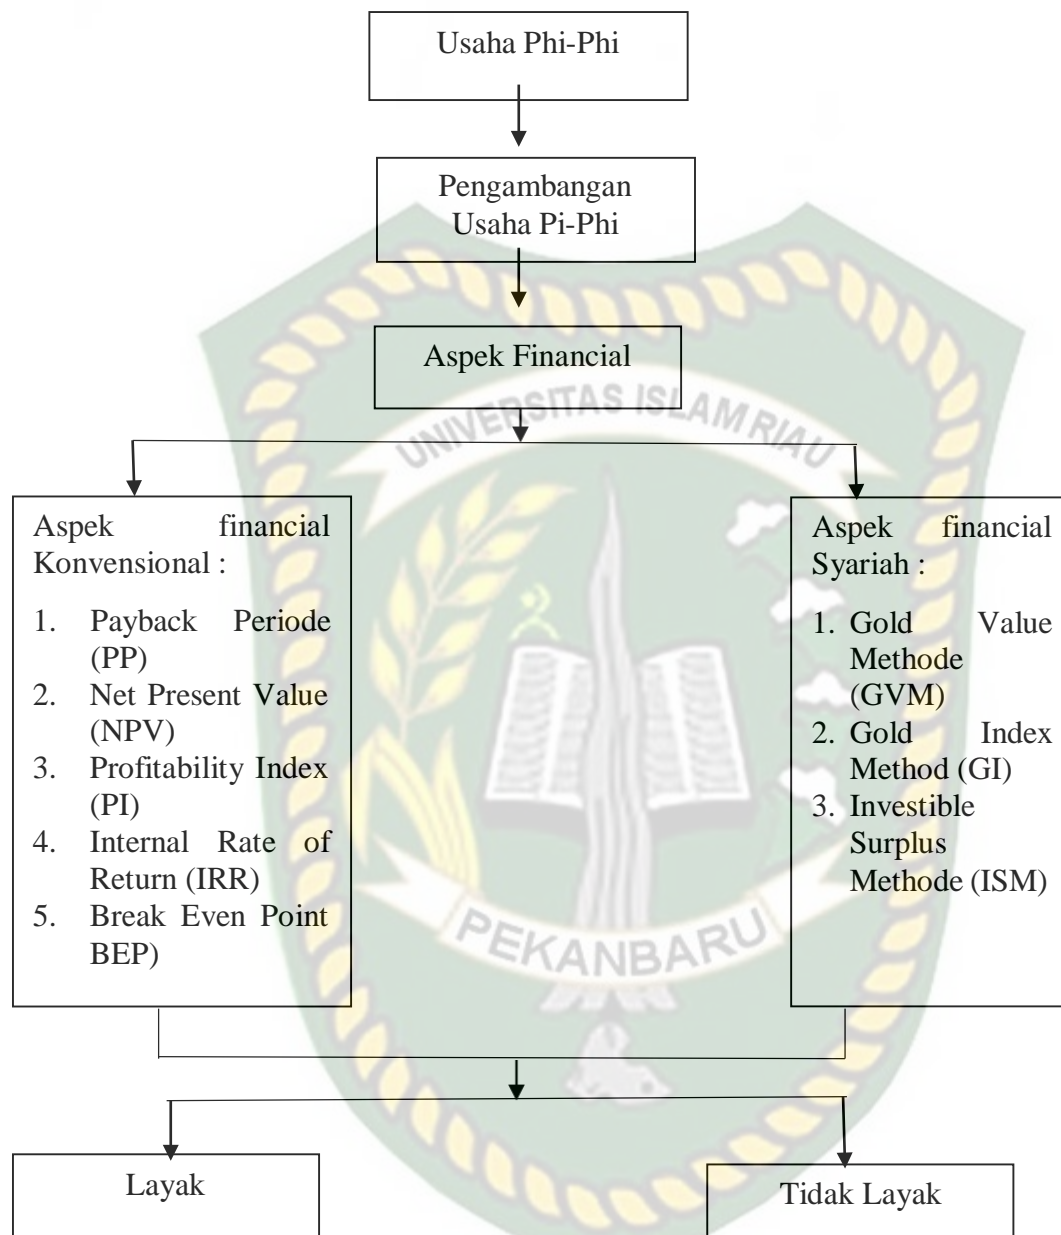 Usaha Phi-Phi
Pengambangan
Usaha Pi-Phi
Aspek Financial
UNIVERSITAS ISLAM RIAU
Aspek financial
Konvensional :
1. Payback Periode
(PP)
2. Net Present Value
(NPV)
3. Profitability Index
(PI)
4. Internal Rate of
Return (IRR)
5. Break Even Point
BEP)
Aspek financial
Syariah :
1. Gold Value
Methode
(GVM)
2. Gold Index
Method (GI)
3. Investible
Surplus
Methode (ISM)
PEKANBARU
Layak
Tidak Layak